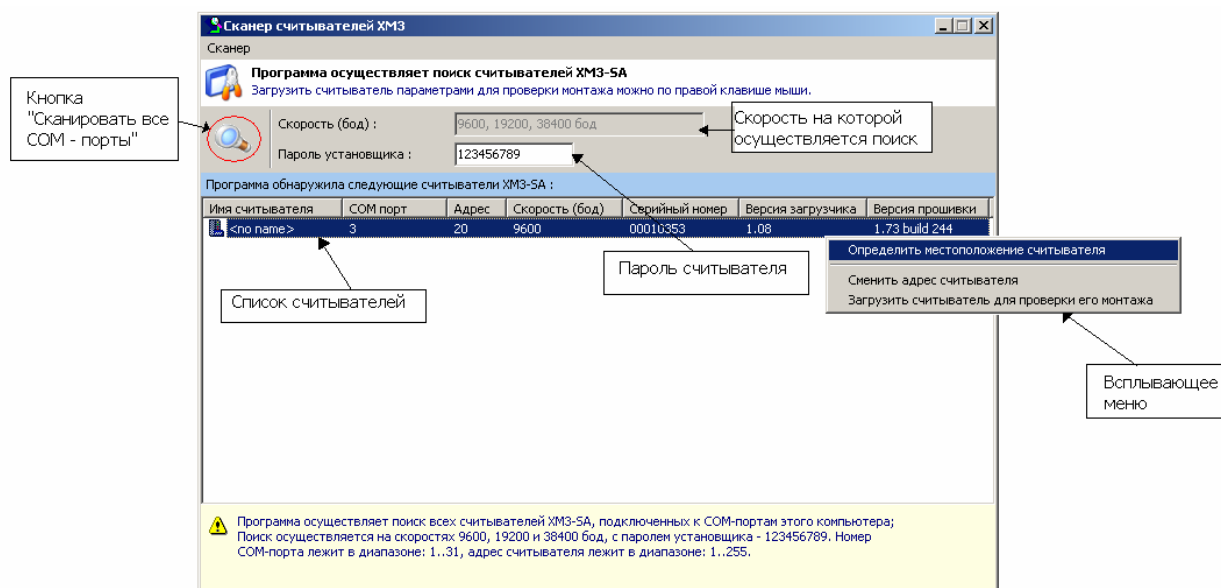 Сканер считывателей ХМ3
Сканер
Программа осуществляет поиск считывателей ХМ3-SA
Загрузить считыватель параметрами для проверки монтажа можно по правой клавише мыши.
Кнопка
"Сканировать все
COM - порты"
Скорость (бод) :
9600, 19200, 38400 бод
Скорость на которой
осуществляется поиск
Пароль установщика :
123456789
Программа обнаружила следующие считыватели ХМ3-SA :
Имя считывателя COM порт Адрес Скорость (бод) Серийный номер Версия загрузчика Версия прошивки
<no name> 3 20 9600 00010353 1.08 1.73 build 244
Определить местоположение считывателя
Пароль считывателя
Сменить адрес считывателя
Список считывателей
Загрузить считыватель для проверки его монтажа
Всплывающее
меню
Программа осуществляет поиск всех считывателей ХМ3-SA, подключенных к COM-портам этого компьютера;
Поиск осуществляется на скоростях 9600, 19200 и 38400 бод, с паролем установщика - 123456789. Номер
COM-порта лежит в диапазоне: 1..31, адрес считывателя лежит в диапазоне: 1..255.